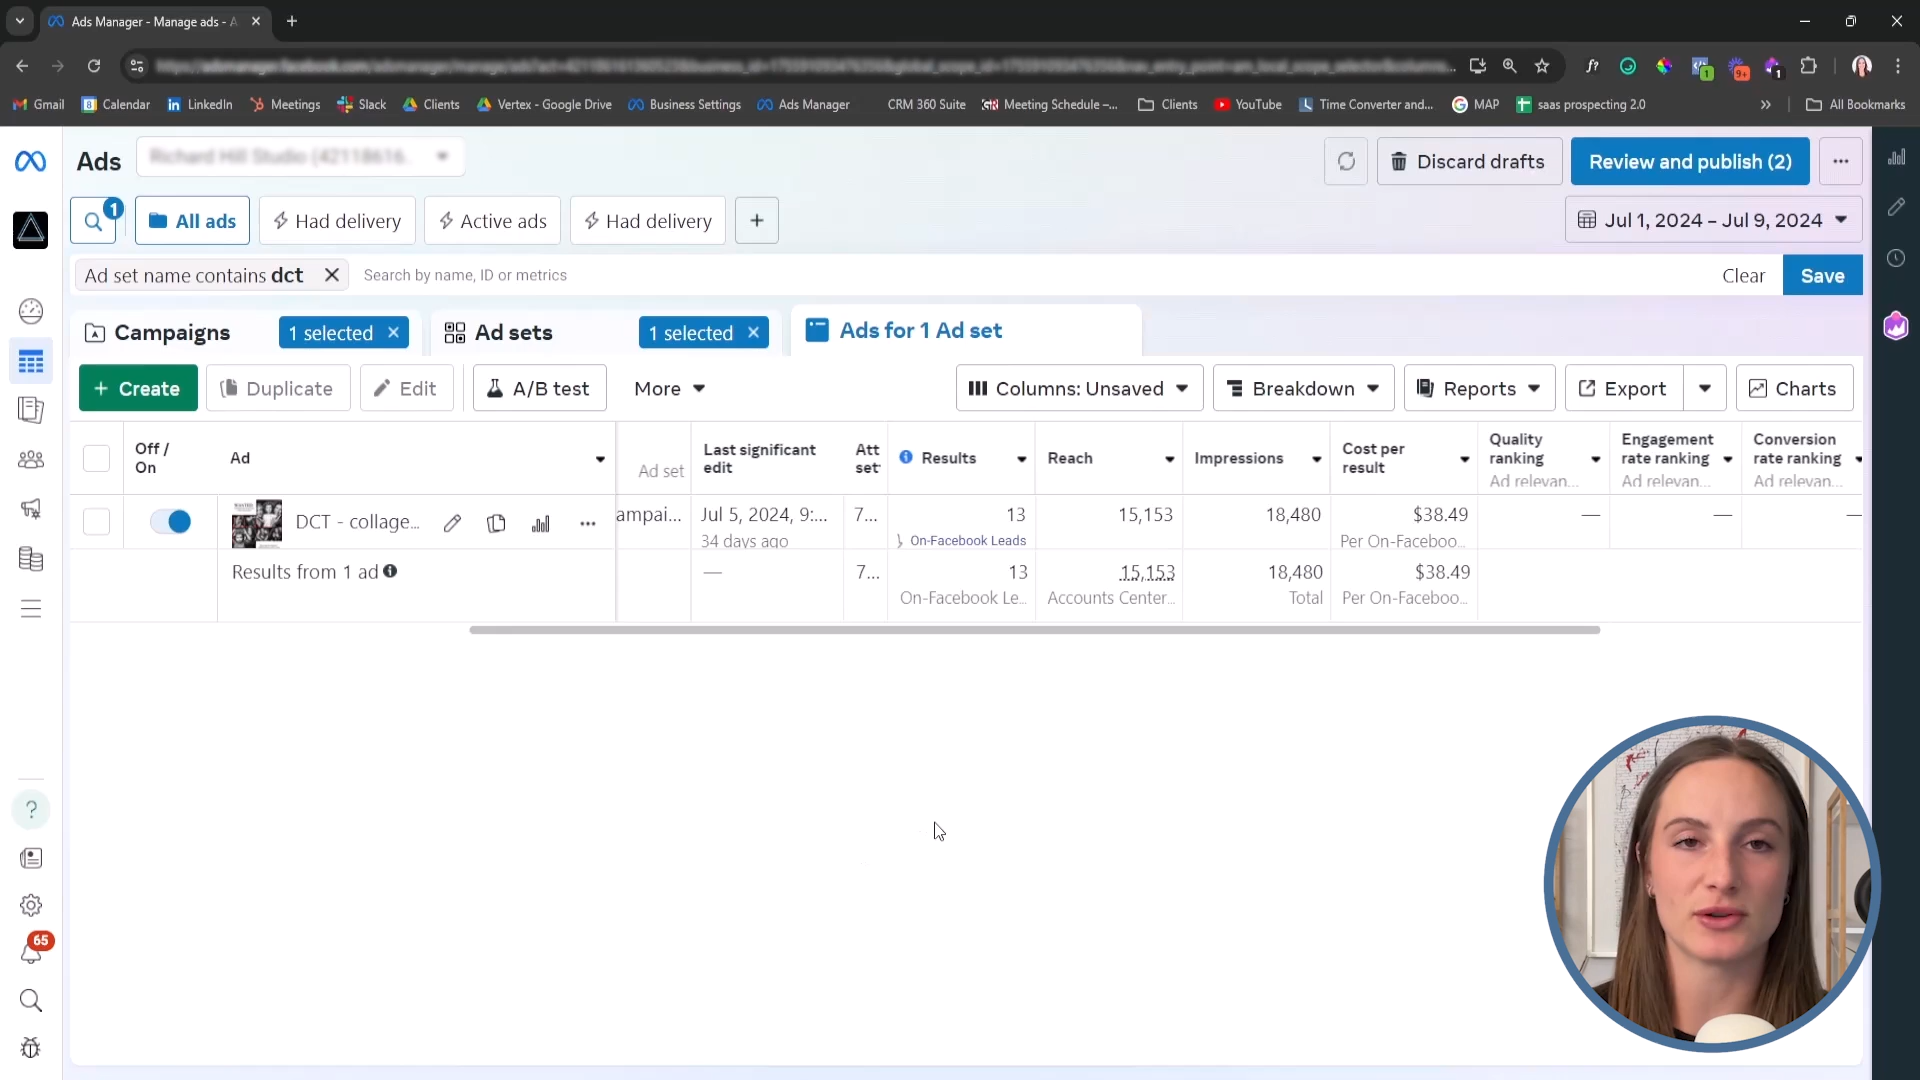 Ads Manager - Manage ads - A
Gmail
Calendar
LinkedIn
Meetings
Slack
Clients
Vertex - Google Drive
Business Settings
Ads Manager
CRM 360 Suite
Meeting Schedule –...
Clients
YouTube
Time Converter and...
MAP
saas prospecting 2.0
All Bookmarks
Ads
Discard drafts
Review and publish (2)
1
All ads
Had delivery
Active ads
Had delivery
Jul 1, 2024 – Jul 9, 2024
Ad set name contains dct
Search by name, ID or metrics
Clear
Save
Campaigns
1 selected
Ad sets
1 selected
Ads for 1 Ad set
+ Create
Duplicate
Edit
A/B test
More
Columns: Unsaved
Breakdown
Reports
Export
Charts
Off / On
Ad
Ad set
Last significant edit
Att set
Results
Reach
Impressions
Cost per result
Quality ranking
Ad relevan...
Engagement rate ranking
Ad relevan...
Conversion rate ranking
Ad relevan...
DCT - collage...
ampai...
Jul 5, 2024, 9:...
34 days ago
7...
13
On-Facebook Leads
15,153
18,480
$38.49
Per On-Faceboo...
—
—
—
Results from 1 ad
—
7...
13
On-Facebook Le...
15,153
Accounts Center...
18,480
Total
$38.49
Per On-Faceboo...
65